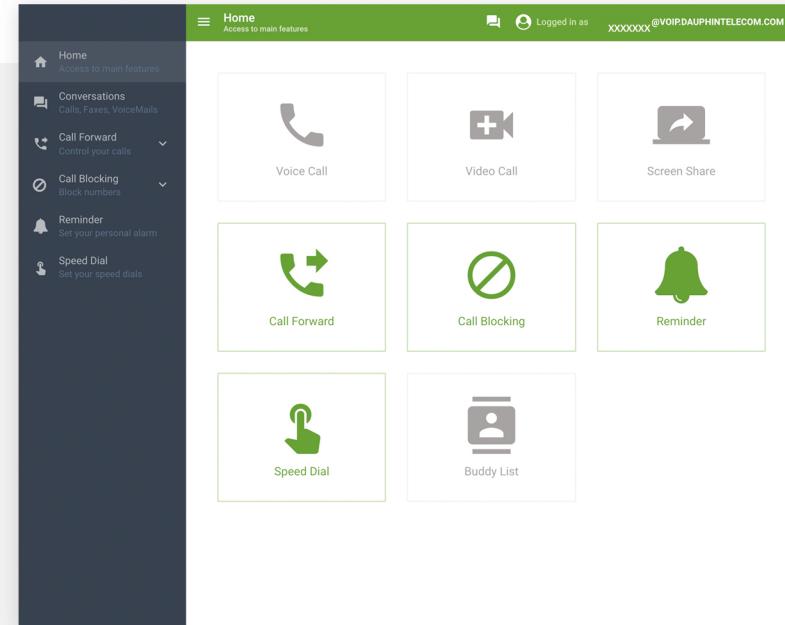 Home
Access to main features
Logged in as
XXXXXXX@VOIP.DAUPHINTELECOM.COM
Home
Access to main features
Conversations
Calls, Faxes, VoiceMails
Call Forward
Control your calls
Call Blocking
Block numbers
Reminder
Set your personal alarm
Speed Dial
Set your speed dials
Voice Call
Video Call
Screen Share
Call Forward
Call Blocking
Reminder
Speed Dial
Buddy List